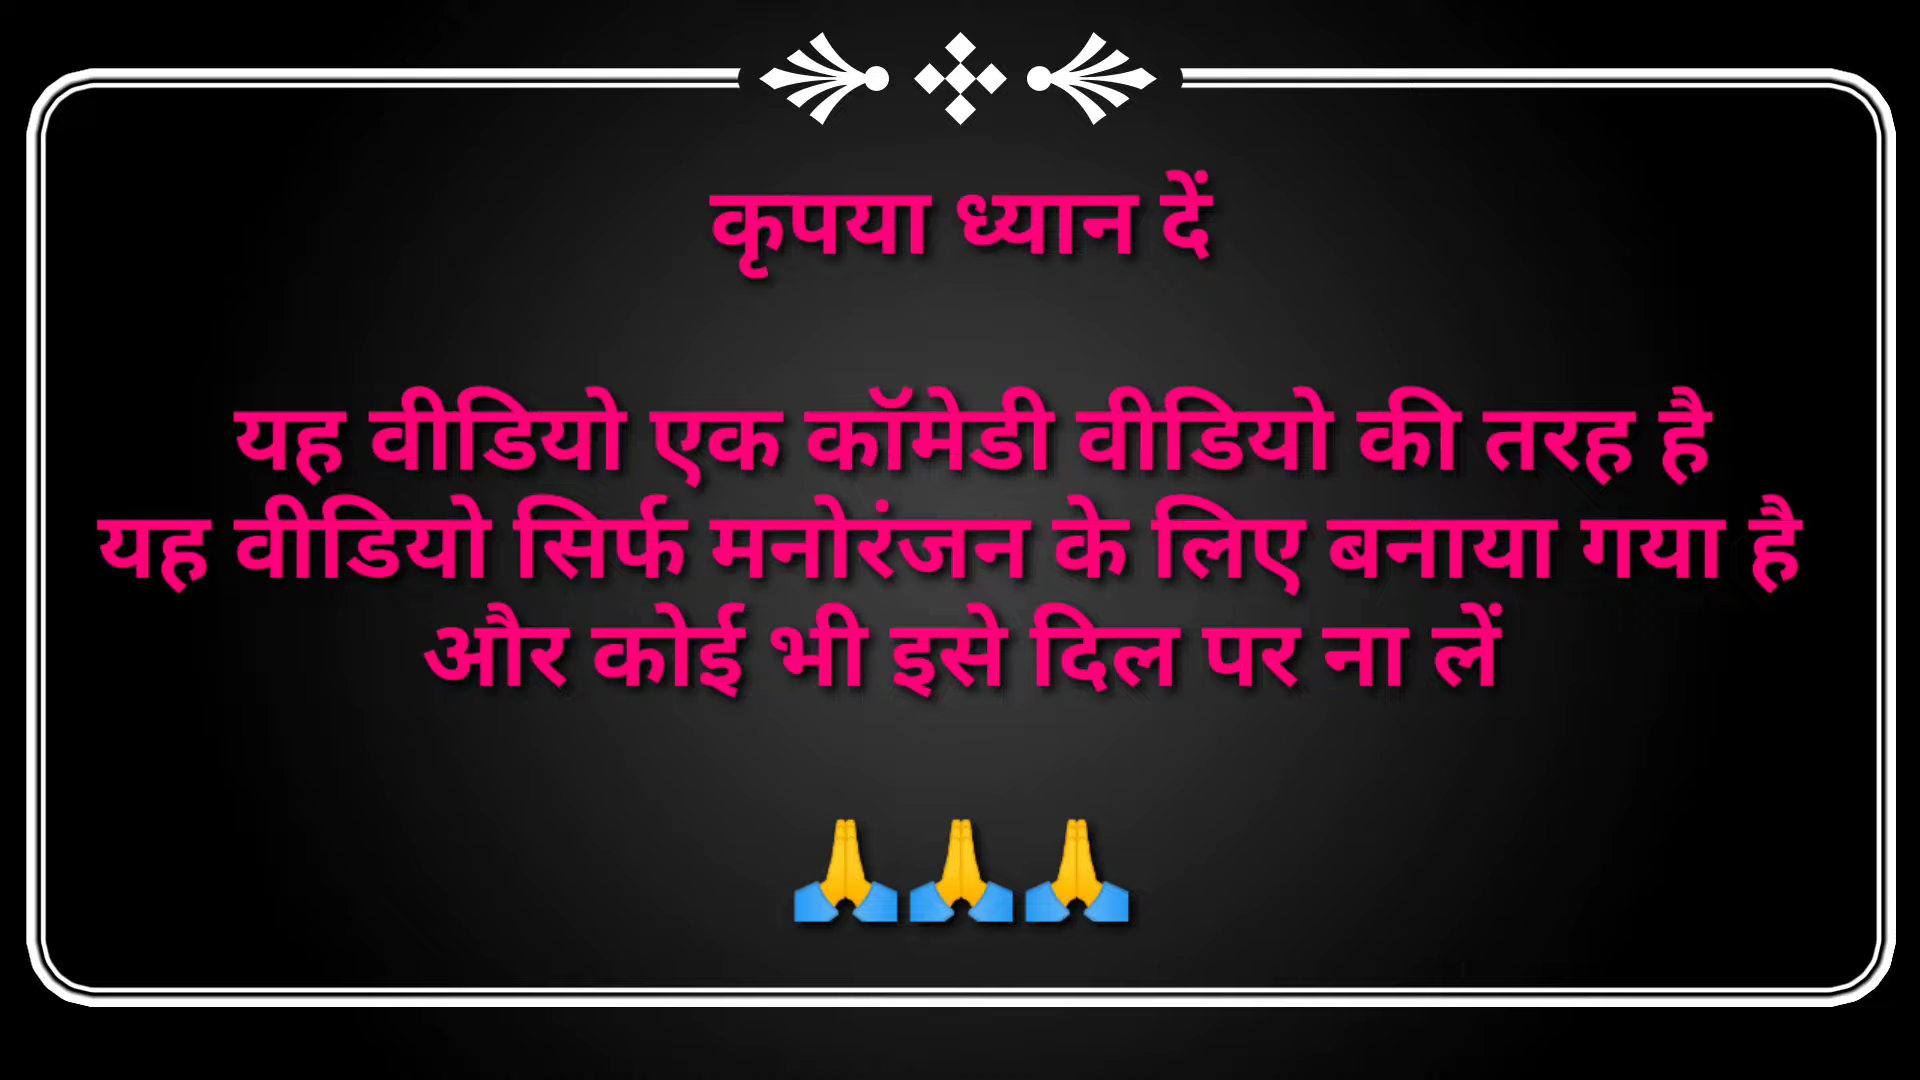 कृपया ध्यान दें
यह वीडियो एक कॉमेडी वीडियो की तरह है
यह वीडियो सिर्फ मनोरंजन के लिए बनाया गया है
और कोई भी इसे दिल पर ना लें
🙏🙏🙏